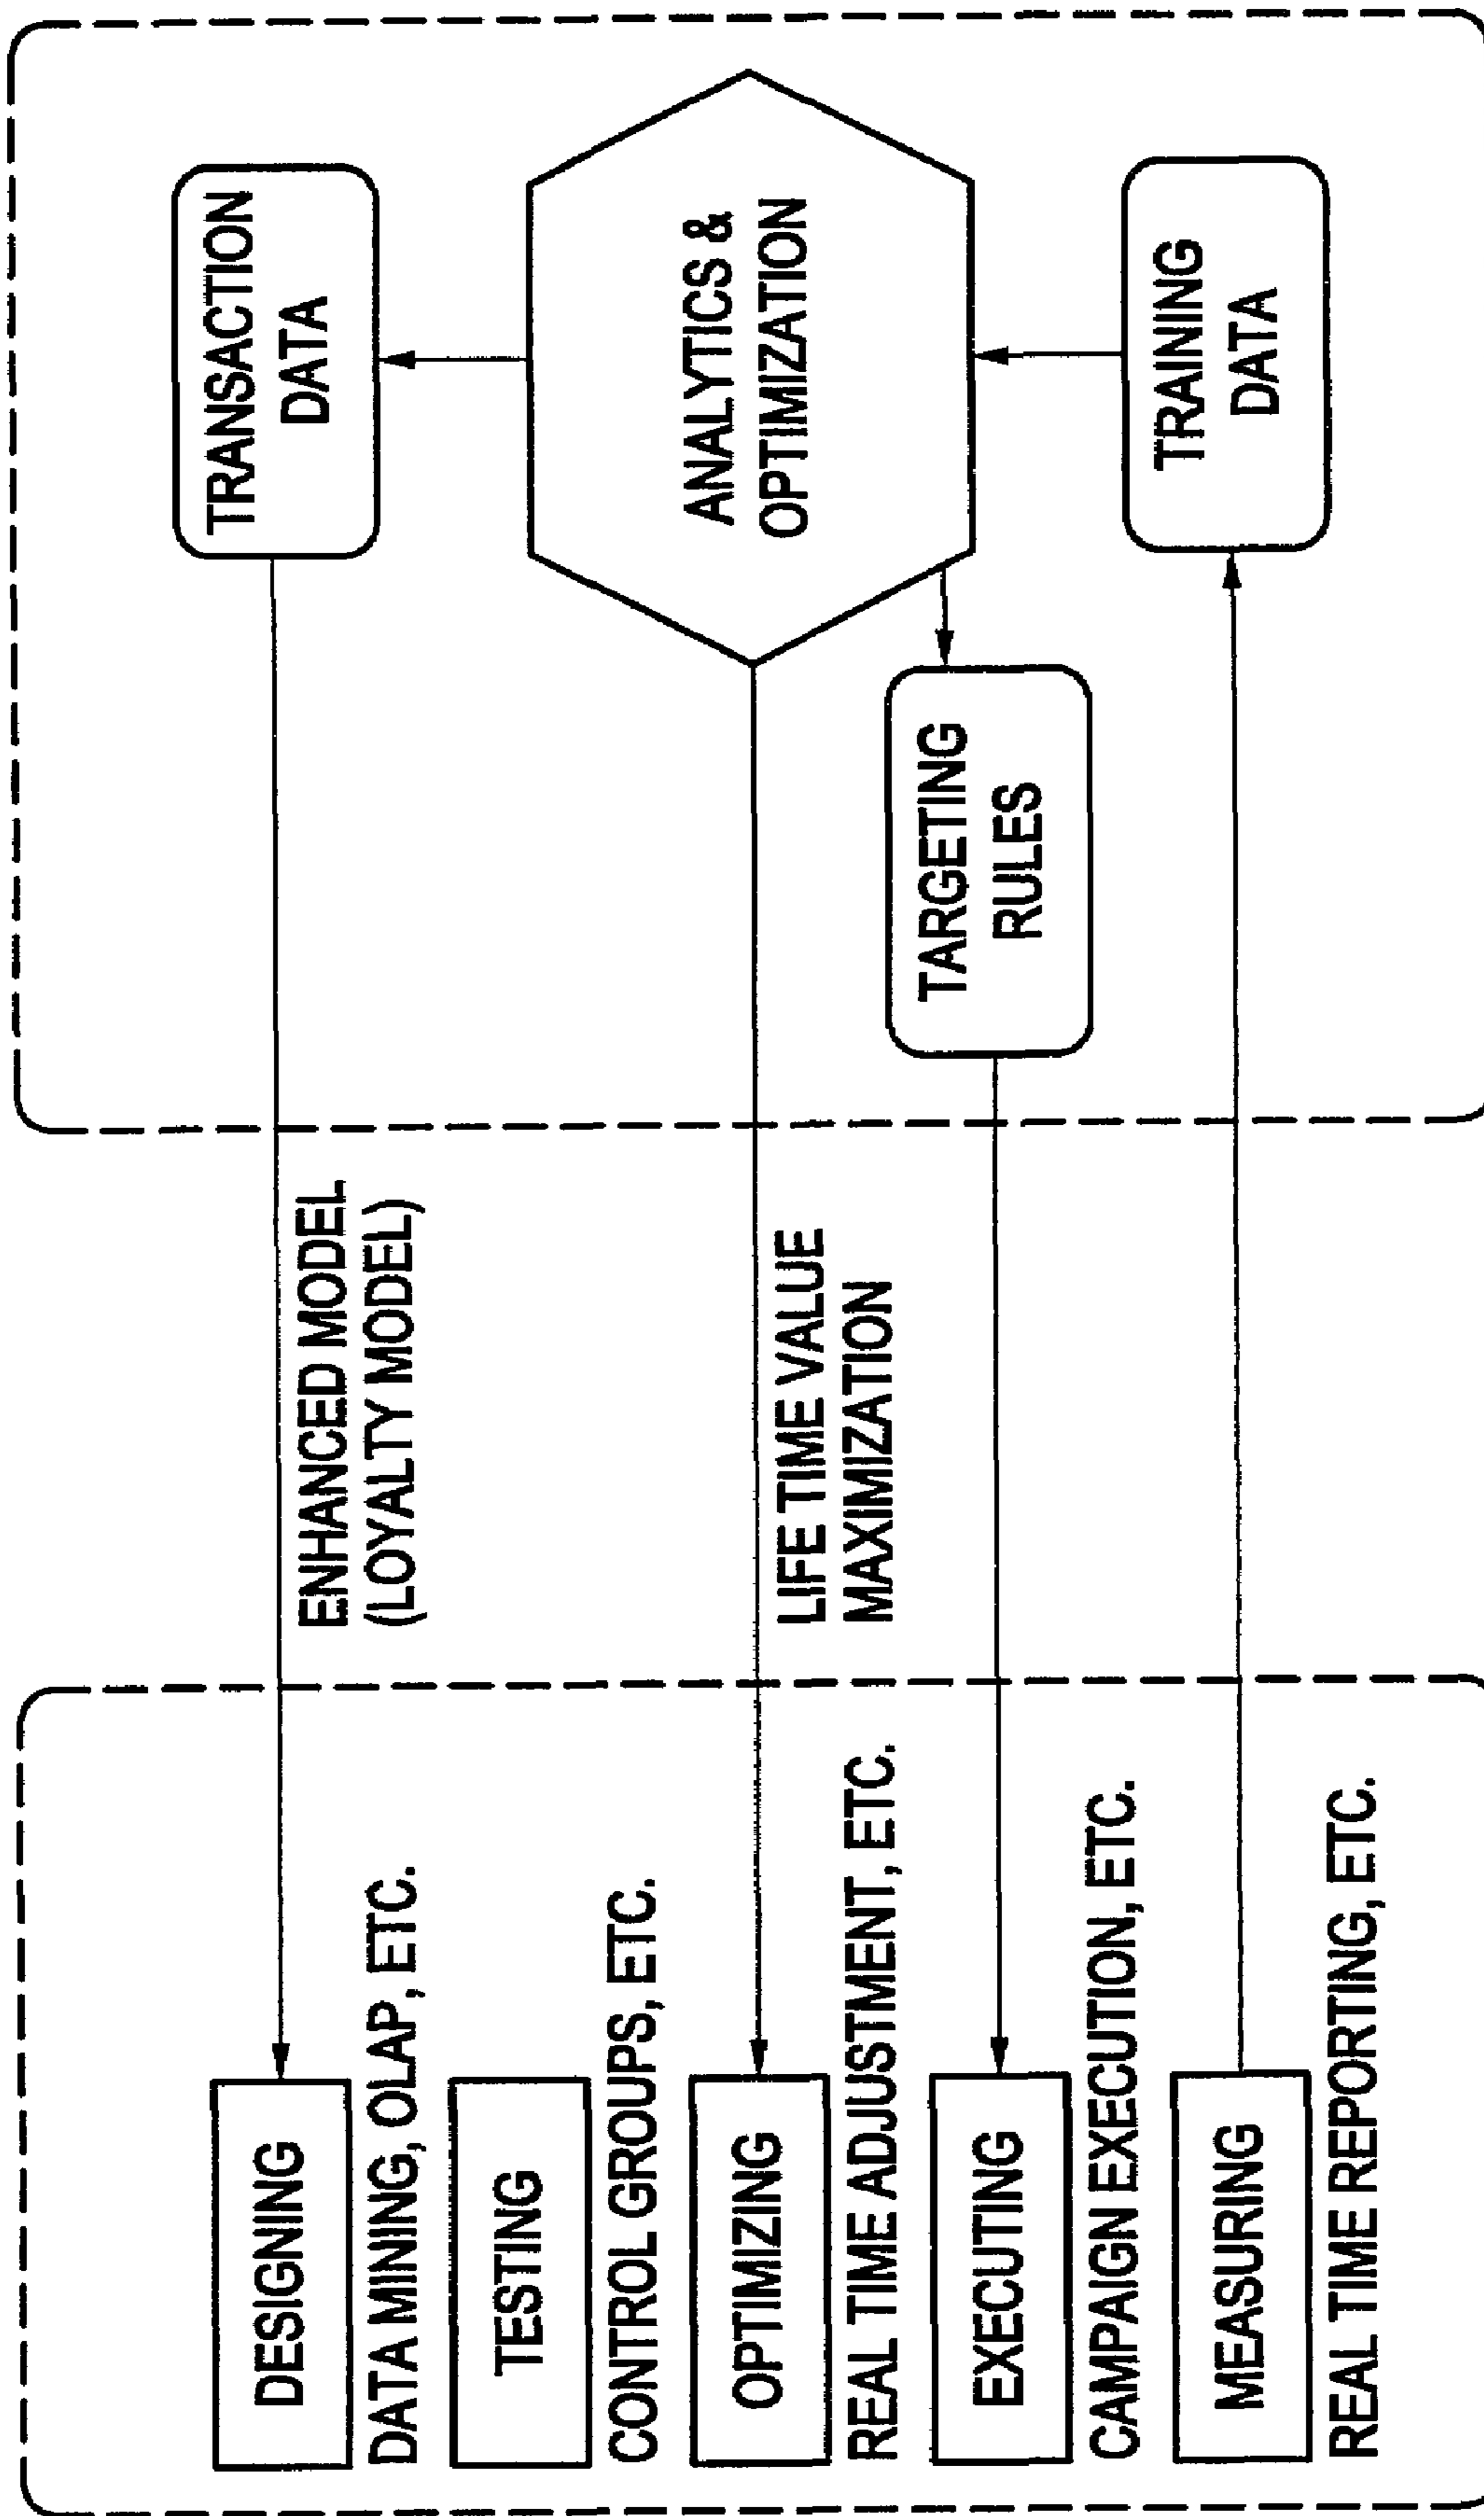 DESIGNING
DATA MINING, OLAP, ETC.
TESTING
CONTROL GROUPS, ETC.
OPTIMIZING
REAL TIME ADJUSTMENT, ETC.
EXECUTING
CAMPAIGN EXECUTION, ETC.
MEASURING
REAL TIME REPORTING, ETC.
ENHANCED MODEL
(LOYALTY MODEL)
LIFE TIME VALUE
MAXIMIZATION
TRANSACTION
DATA
ANALYTICS &
OPTIMIZATION
TARGETING
RULES
TRAINING
DATA